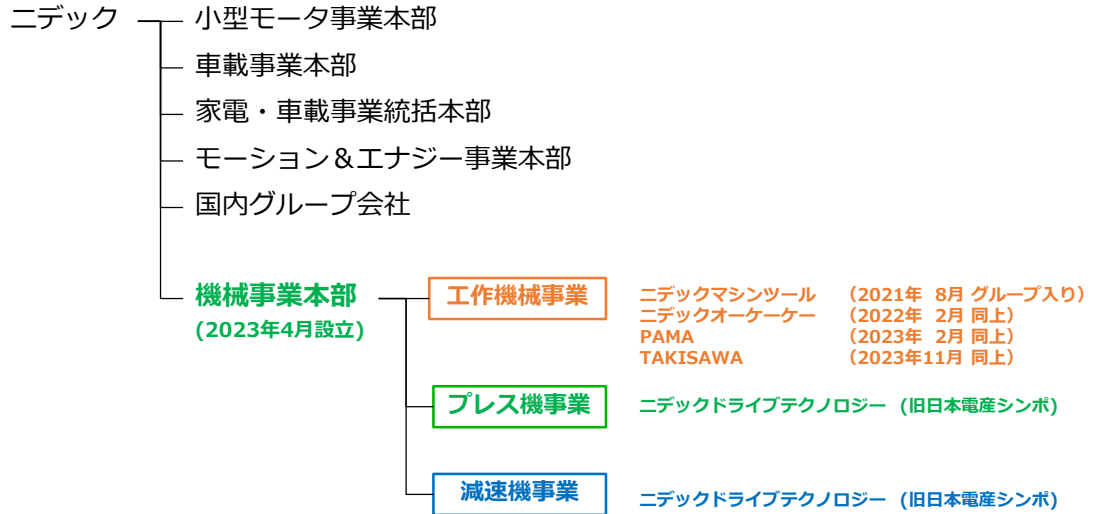 ニデック
小型モータ事業本部
車載事業本部
家電・車載事業統括本部
モーション＆エナジー事業本部
国内グループ会社
機械事業本部
(2023年4月設立)
工作機械事業
ニデックマシンツール （2021年 8月 グループ入り）
ニデックオーケーケー （2022年 2月 同上）
PAMA （2023年 2月 同上）
TAKISAWA （2023年11月 同上）
プレス機事業
ニデックドライブテクノロジー (旧日本電産シンポ)
減速機事業
ニデックドライブテクノロジー (旧日本電産シンポ)